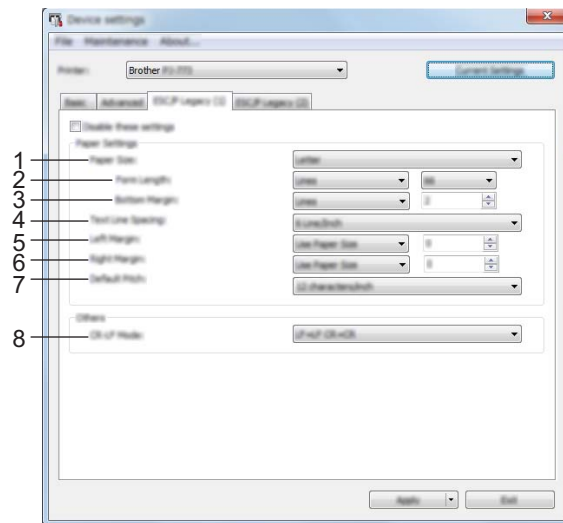 Device settings
File Maintenance About...
Printer: Brother PJ-773 Current Settings
Basic Advanced ESC/P Legacy (1) ESC/P Legacy (2)
Disable these settings
Paper Settings
1 Paper Size: Letter
2 Form Length: Lines 66
3 Bottom Margin: Lines 2
4 Text Line Spacing: 6 Line/Inch
5 Left Margin: Use Paper Size 0
6 Right Margin: Use Paper Size 0
7 Default Pitch: 12 characters/inch
Others
8 CR-LF Mode: LF=LF CR=CR
Apply Exit